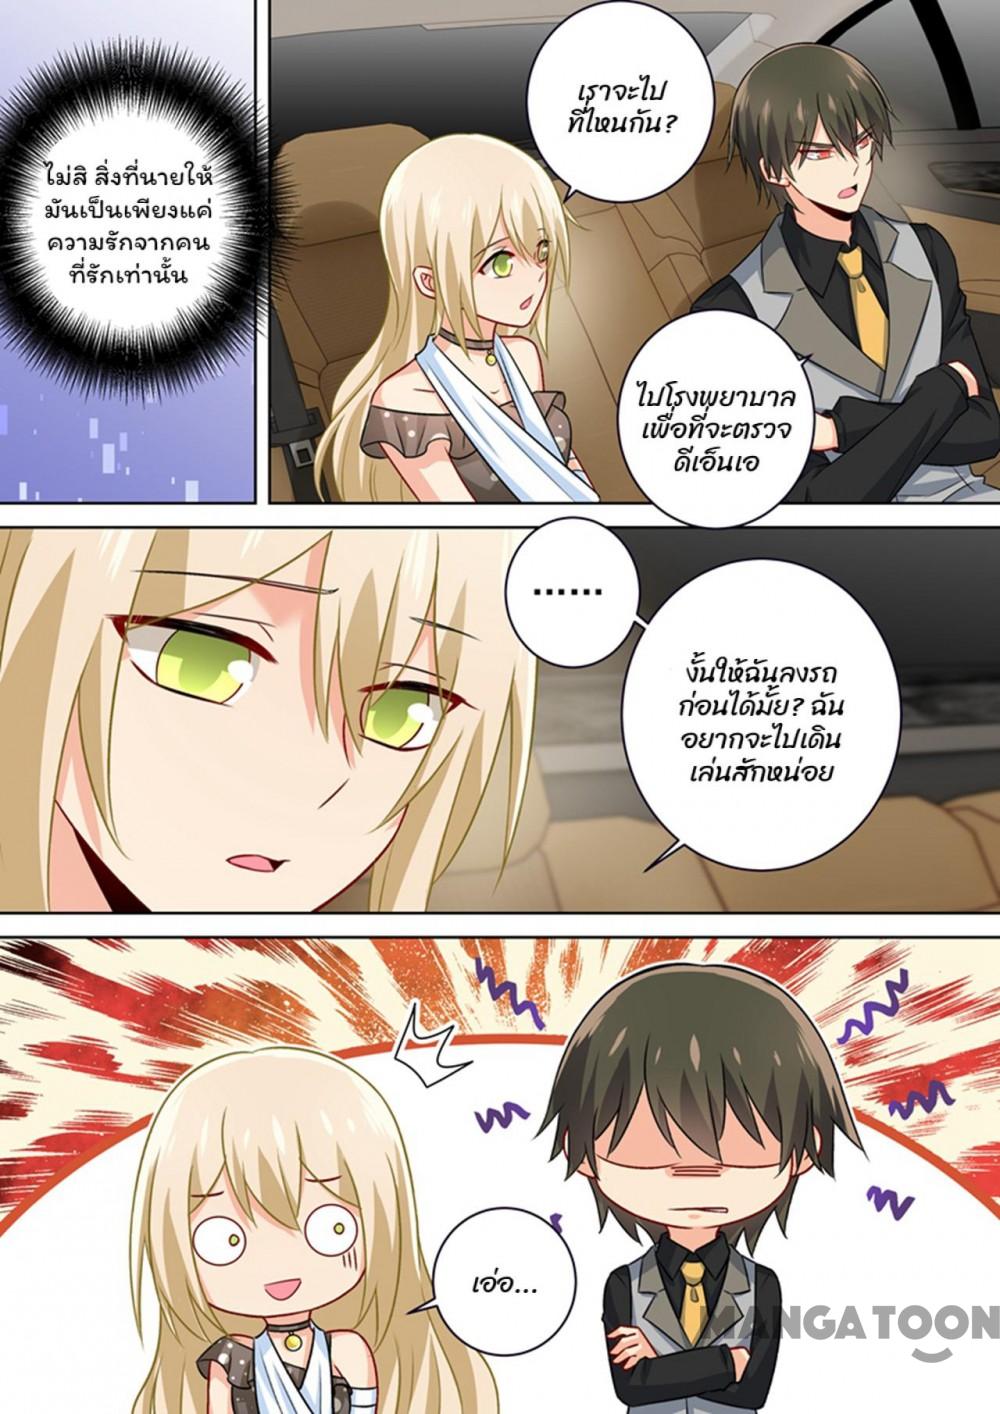 ไม่สิ สิ่งที่นายให้
มันเป็นเพียงแค่
ความรักจากคน
ที่รักเท่านั้น
เราจะไป
ที่ไหนกัน?
ไปโรงพยาบาล
เพื่อที่จะตรวจ
ดีเอ็นเอ
......
งั้นให้ฉันลงรถ
ก่อนได้มั้ย? ฉัน
อยากจะไปเดิน
เล่นสักหน่อย
เอ่อ...
MANGATOON